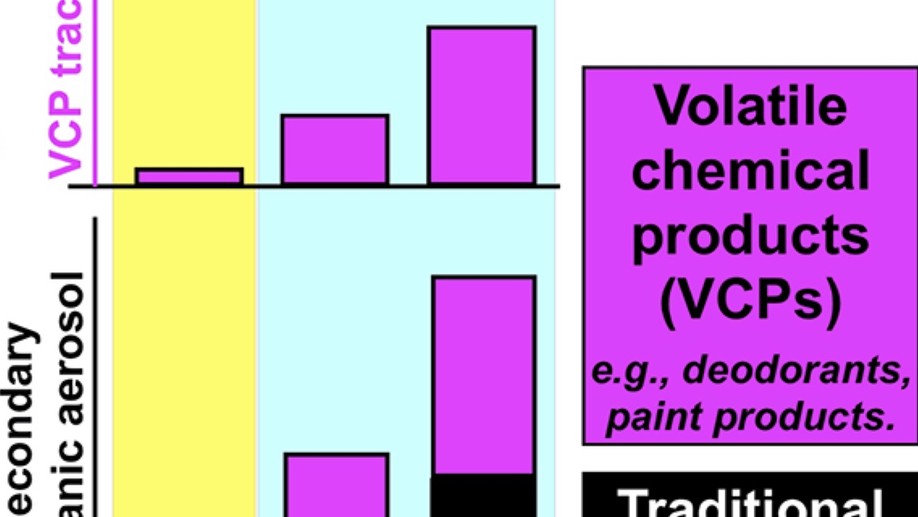 VCP trac
econdary
anic aerosol
Volatile
chemical
products
(VCPs)
e.g., deodorants,
paint products.
Traditional